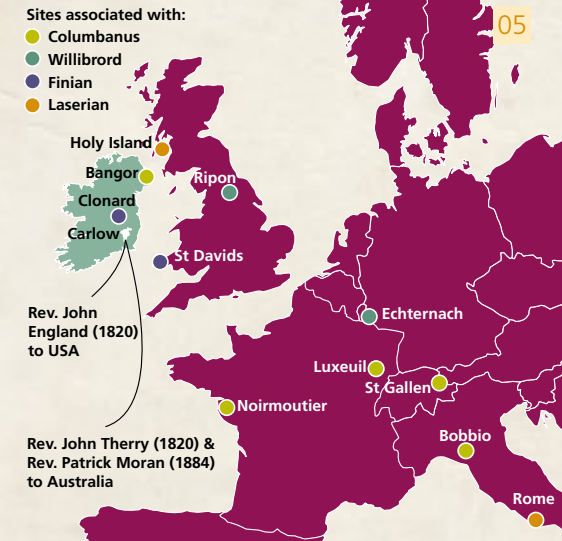 Sites associated with:
Columbanus
Willibrord
Finian
Laserian
05
Holy Island
Bangor
Ripon
Clonard
Carlow
St Davids
Rev. John
England (1820)
to USA
Echternach
Luxeuil
St Gallen
Noirmoutier
Rev. John Therry (1820) &
Rev. Patrick Moran (1884)
to Australia
Bobbio
Rome